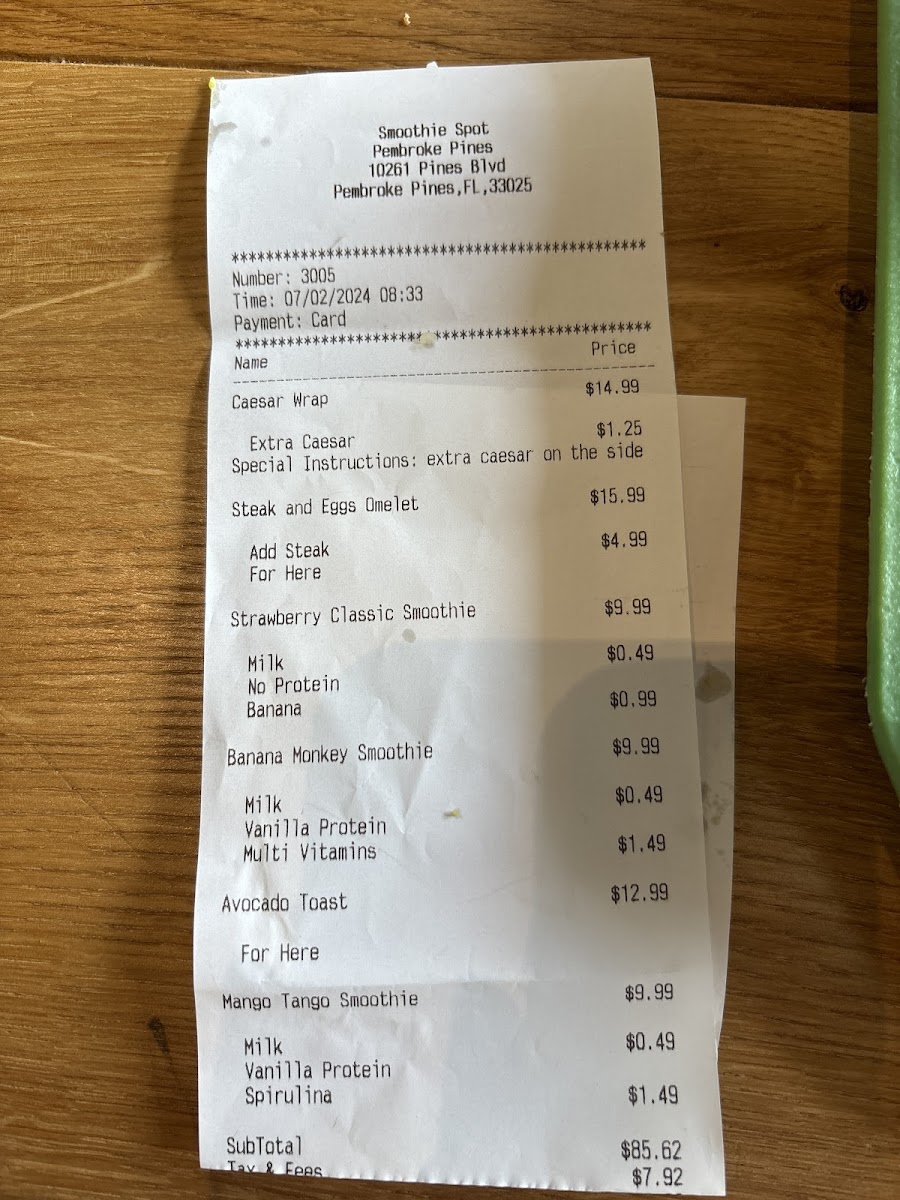 Smoothie Spot
Pembroke Pines
10261 Pines Blvd
Pembroke Pines,FL,33025
***********************************************
Number: 3005
Time: 07/02/2024 08:33
Payment: Card
***********************************************
Name Price
-----------------------------------------------
Caesar Wrap $14.99
Extra Caesar $1.25
Special Instructions: extra caesar on the side
Steak and Eggs Omelet $15.99
Add Steak $4.99
For Here
Strawberry Classic Smoothie $9.99
Milk $0.49
No Protein
Banana $0.99
Banana Monkey Smoothie $9.99
Milk $0.49
Vanilla Protein
Multi Vitamins $1.49
Avocado Toast $12.99
For Here
Mango Tango Smoothie $9.99
Milk $0.49
Vanilla Protein
Spirulina $1.49
SubTotal $85.62
Tax & Fees $7.92